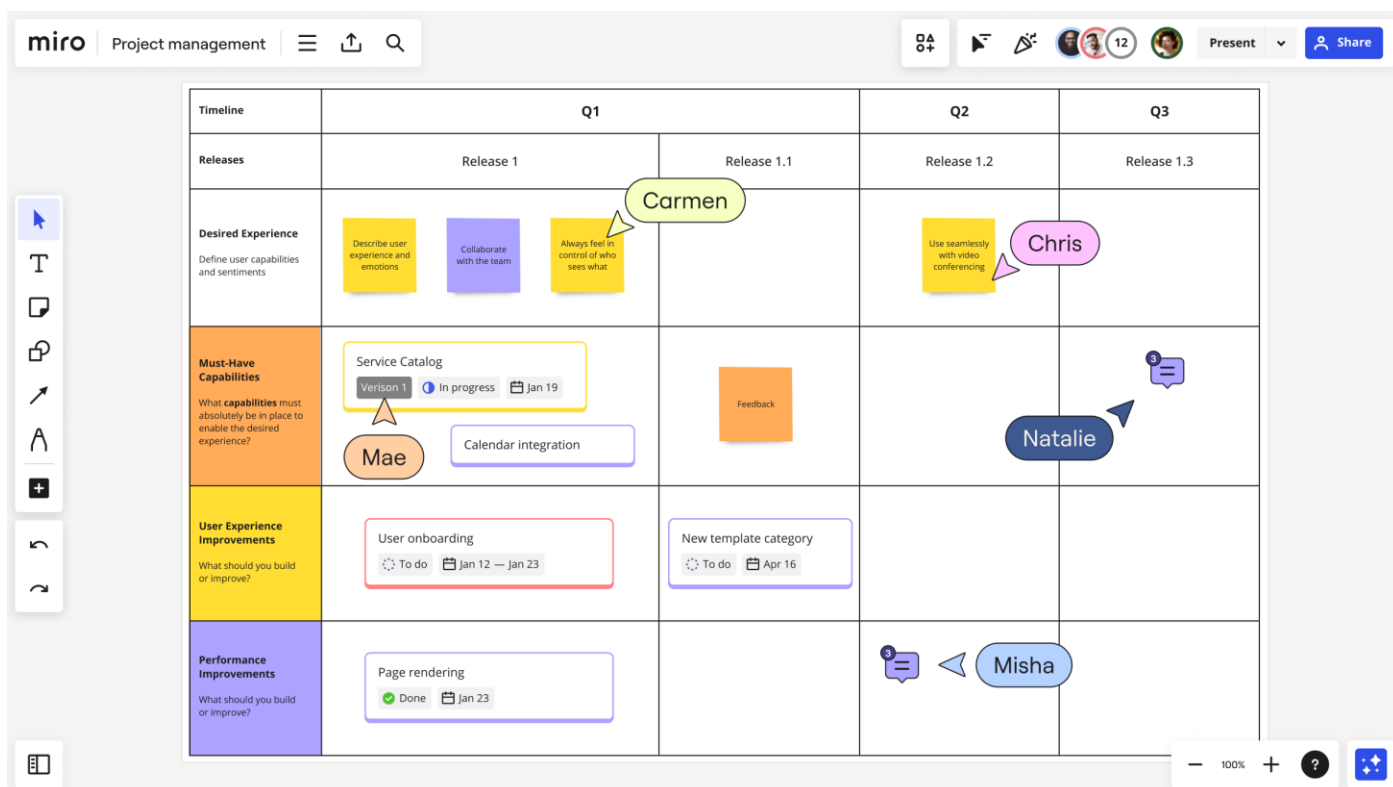 miro
Project management
12
Present
Share
Timeline
Q1
Q2
Q3
Releases
Release 1
Release 1.1
Release 1.2
Release 1.3
Carmen
Desired Experience
Define user capabilities
and sentiments
Describe user
experience and
emotions
Collaborate
with the team
Always feel in
control of who
sees what
Use seamlessly
with video
conferencing
Chris
Must-Have
Capabilities
What capabilities must
absolutely be in place to
enable the desired
experience?
Service Catalog
Verison 1
In progress
Jan 19
Mae
Calendar integration
Feedback
3
Natalie
User Experience
Improvements
What should you build
or improve?
User onboarding
To do
Jan 12 — Jan 23
New template category
To do
Apr 16
Performance
Improvements
What should you build
or improve?
Page rendering
Done
Jan 23
3
Misha
100%
?